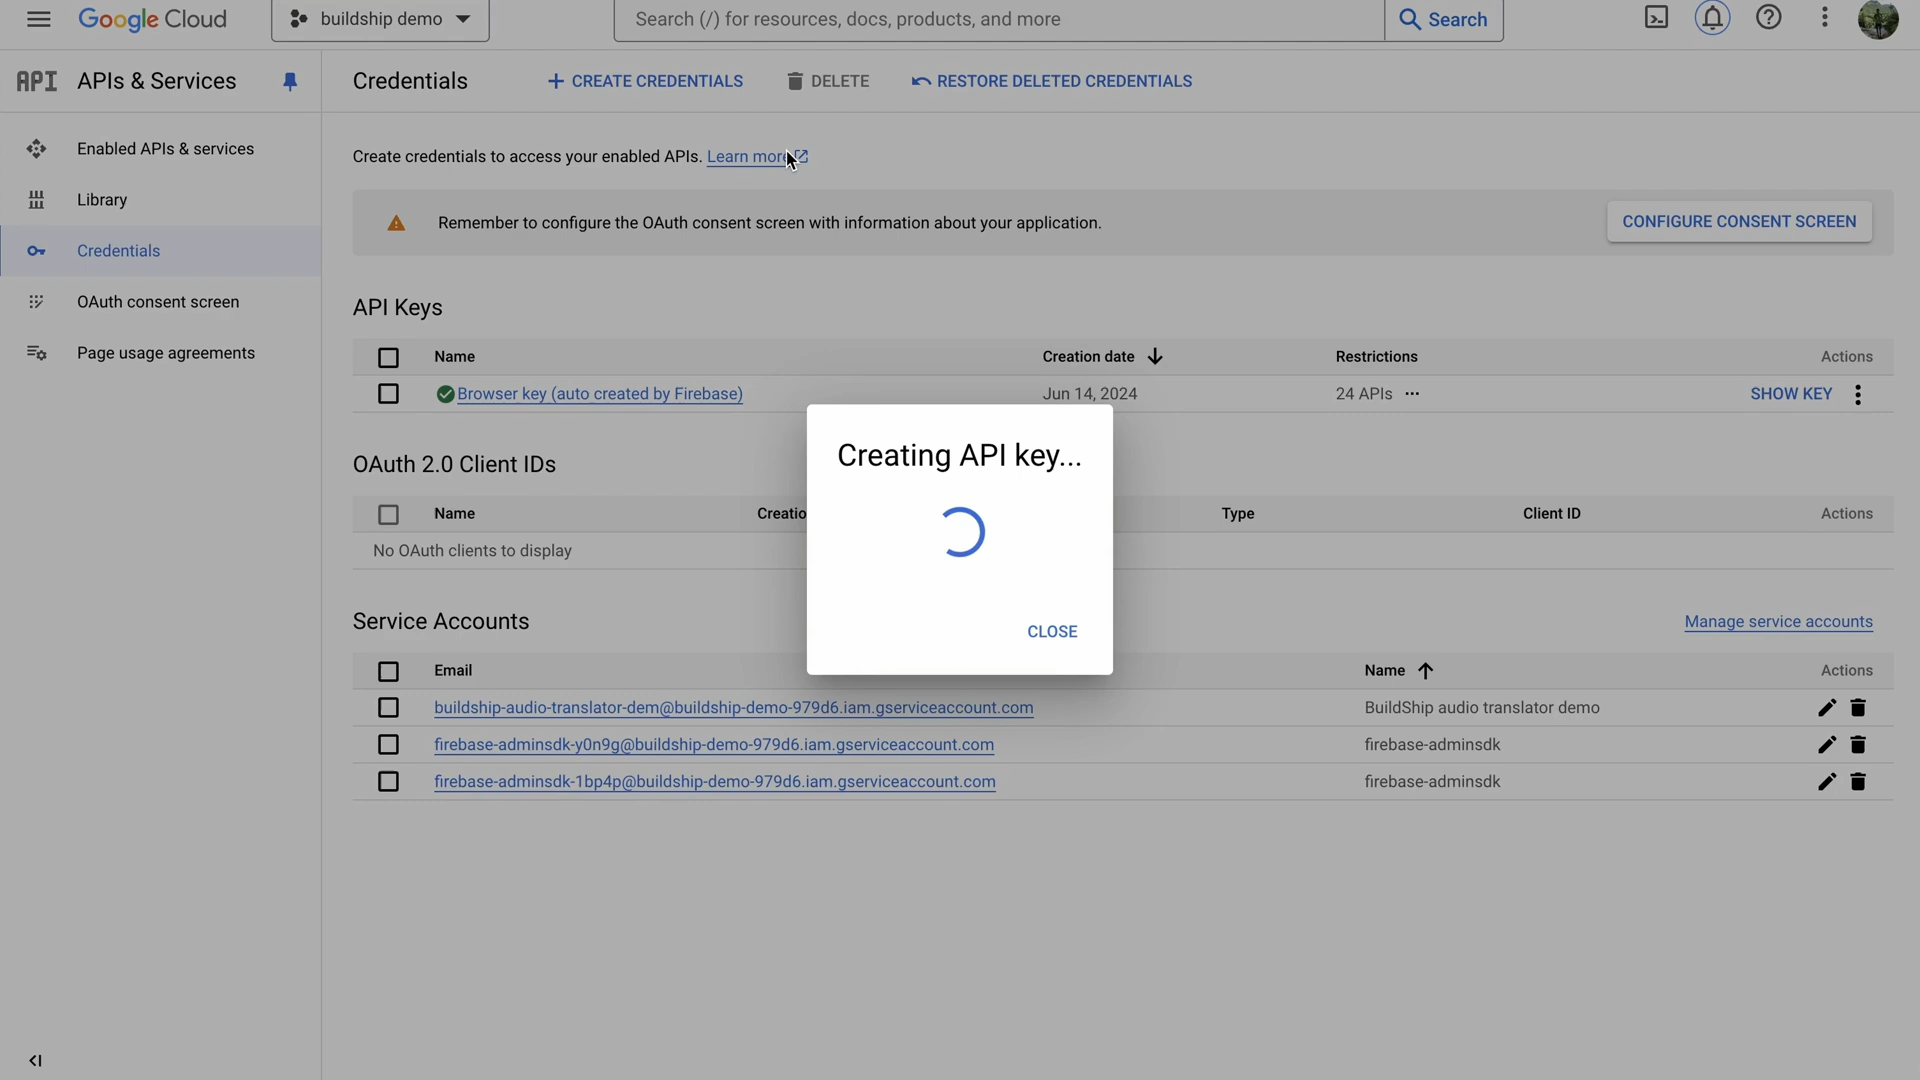 Google Cloud
buildship demo
Search (/) for resources, docs, products, and more
Search
API
APIs & Services
Credentials
CREATE CREDENTIALS
DELETE
RESTORE DELETED CREDENTIALS
Enabled APIs & services
Library
Credentials
OAuth consent screen
Page usage agreements
Create credentials to access your enabled APIs. Learn more
Remember to configure the OAuth consent screen with information about your application.
CONFIGURE CONSENT SCREEN
API Keys
Name Creation date Restrictions Actions
Browser key (auto created by Firebase) Jun 14, 2024 24 APIs ... SHOW KEY
Creating API key...
CLOSE
OAuth 2.0 Client IDs
Name Creatio Type Client ID Actions
No OAuth clients to display
Service Accounts
Manage service accounts
Email Name Actions
buildship-audio-translator-dem@buildship-demo-979d6.iam.gserviceaccount.com BuildShip audio translator demo
firebase-adminsdk-y0n9g@buildship-demo-979d6.iam.gserviceaccount.com firebase-adminsdk
firebase-adminsdk-1bp4p@buildship-demo-979d6.iam.gserviceaccount.com firebase-adminsdk